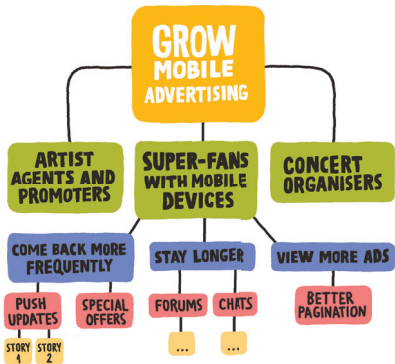 GROW
MOBILE
ADVERTISING
ARTIST
AGENTS AND
PROMOTERS
SUPER-FANS
WITH MOBILE
DEVICES
CONCERT
ORGANISERS
COME BACK MORE
FREQUENTLY
STAY LONGER
VIEW MORE ADS
PUSH
UPDATES
SPECIAL
OFFERS
FORUMS
CHATS
BETTER
PAGINATION
STORY
1
STORY
2
...
...